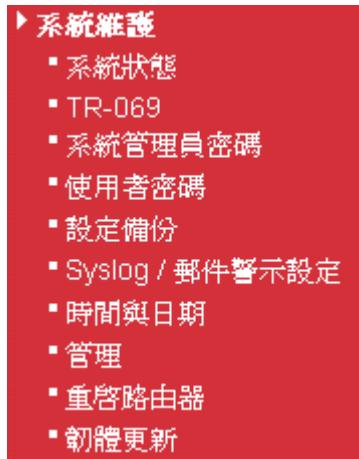 系統維護
系統狀態
TR-069
系統管理員密碼
使用者密碼
設定備份
Syslog / 郵件警示設定
時間與日期
管理
重啓路由器
韌體更新